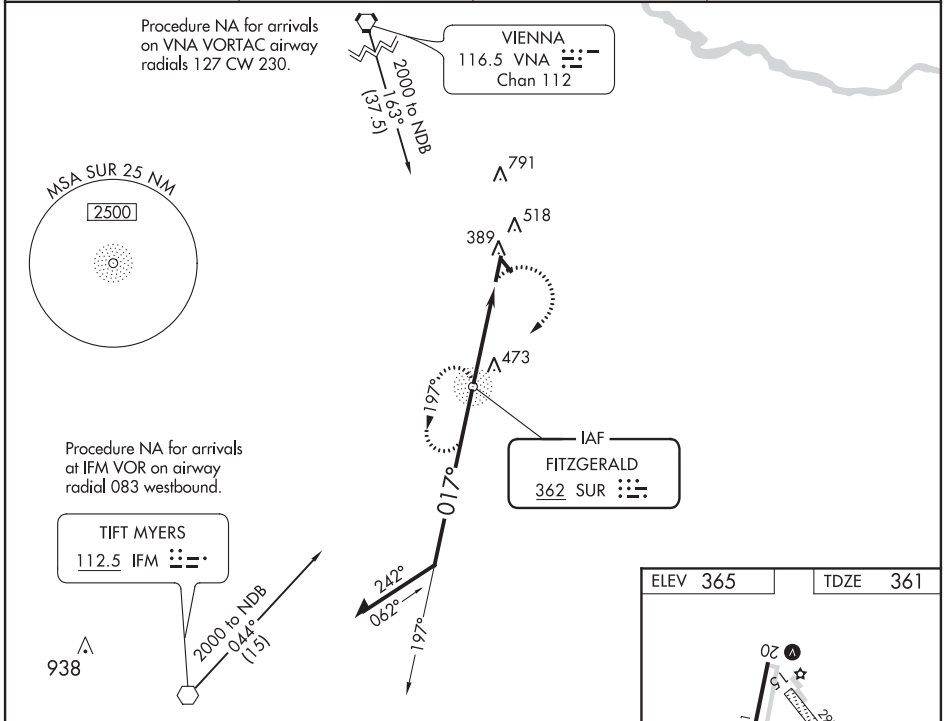 Procedure NA for arrivals
on VNA VORTAC airway
radials 127 CW 230.
VIENNA
116.5 VNA
Chan 112
2000 to NDB
163°
(37.5)
MSA SUR 25 NM
2500
791
518
389
473
197°
IAF
FITZGERALD
362 SUR
017°
Procedure NA for arrivals
at IFM VOR on airway
radial 083 westbound.
TIFT MYERS
112.5 IFM
2000 to NDB
044°
(15)
938
242°
062°
197°
ELEV 365
TDZE 361
20
V